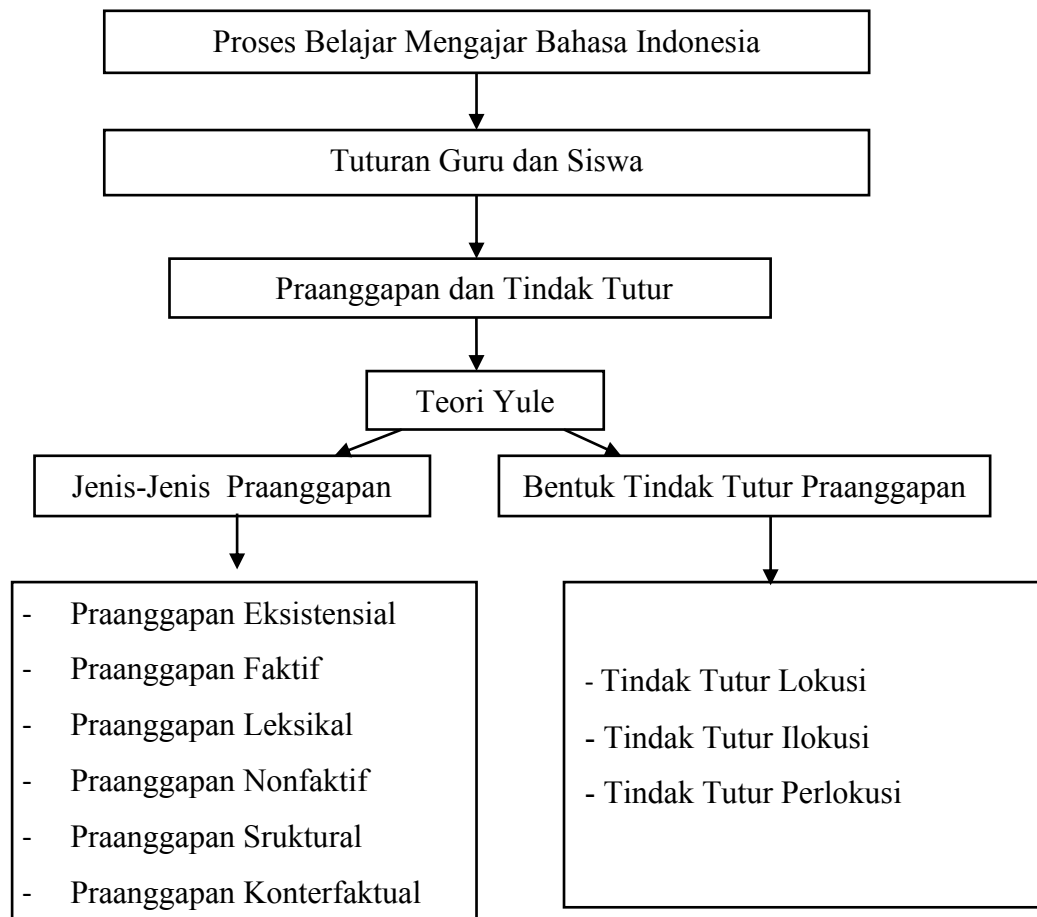 Proses Belajar Mengajar Bahasa Indonesia
Tuturan Guru dan Siswa
Praanggapan dan Tindak Tutur
Teori Yule
Jenis-Jenis Praanggapan
Bentuk Tindak Tutur Praanggapan
- Praanggapan Eksistensial
- Praanggapan Faktif
- Praanggapan Leksikal
- Praanggapan Nonfaktif
- Praanggapan Sruktural
- Praanggapan Konterfaktual
- Tindak Tutur Lokusi
- Tindak Tutur Ilokusi
- Tindak Tutur Perlokusi